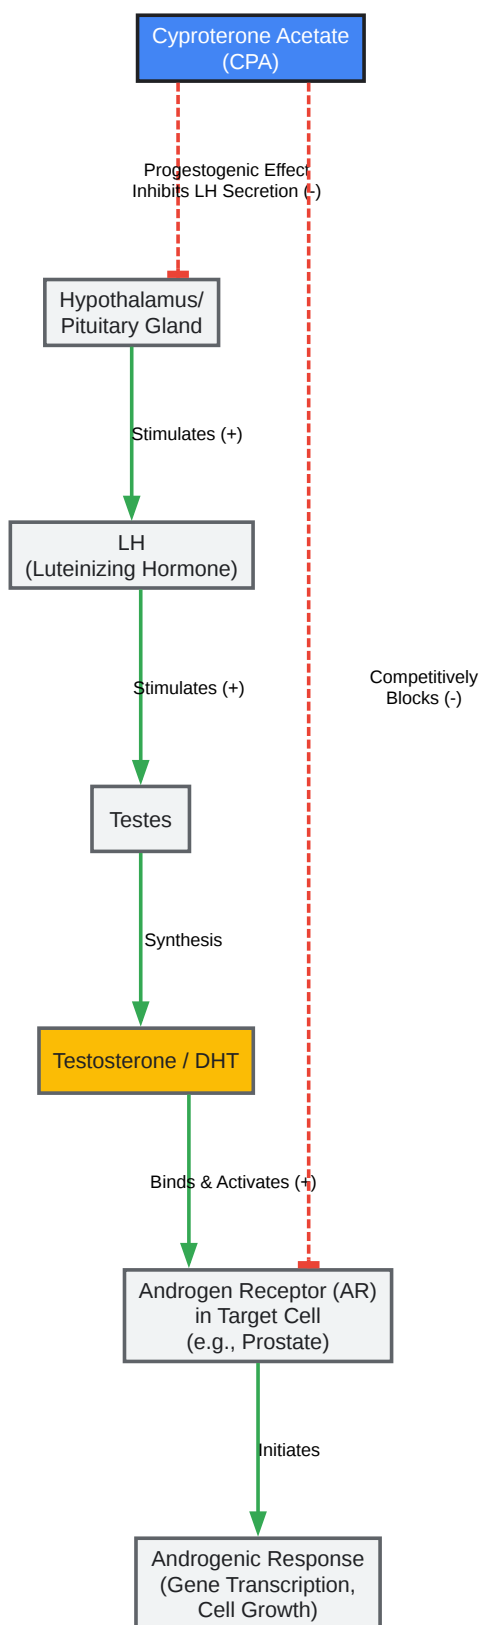 Cyproterone Acetate
(CPA)
Progestogenic Effect
Inhibits LH Secretion (-)
Hypothalamus/
Pituitary Gland
Stimulates (+)
LH
(Luteinizing Hormone)
Stimulates (+)
Competitively
Blocks (-)
Testes
Synthesis
Testosterone / DHT
Binds & Activates (+)
Androgen Receptor (AR)
in Target Cell
(e.g., Prostate)
Initiates
Androgenic Response
(Gene Transcription,
Cell Growth)